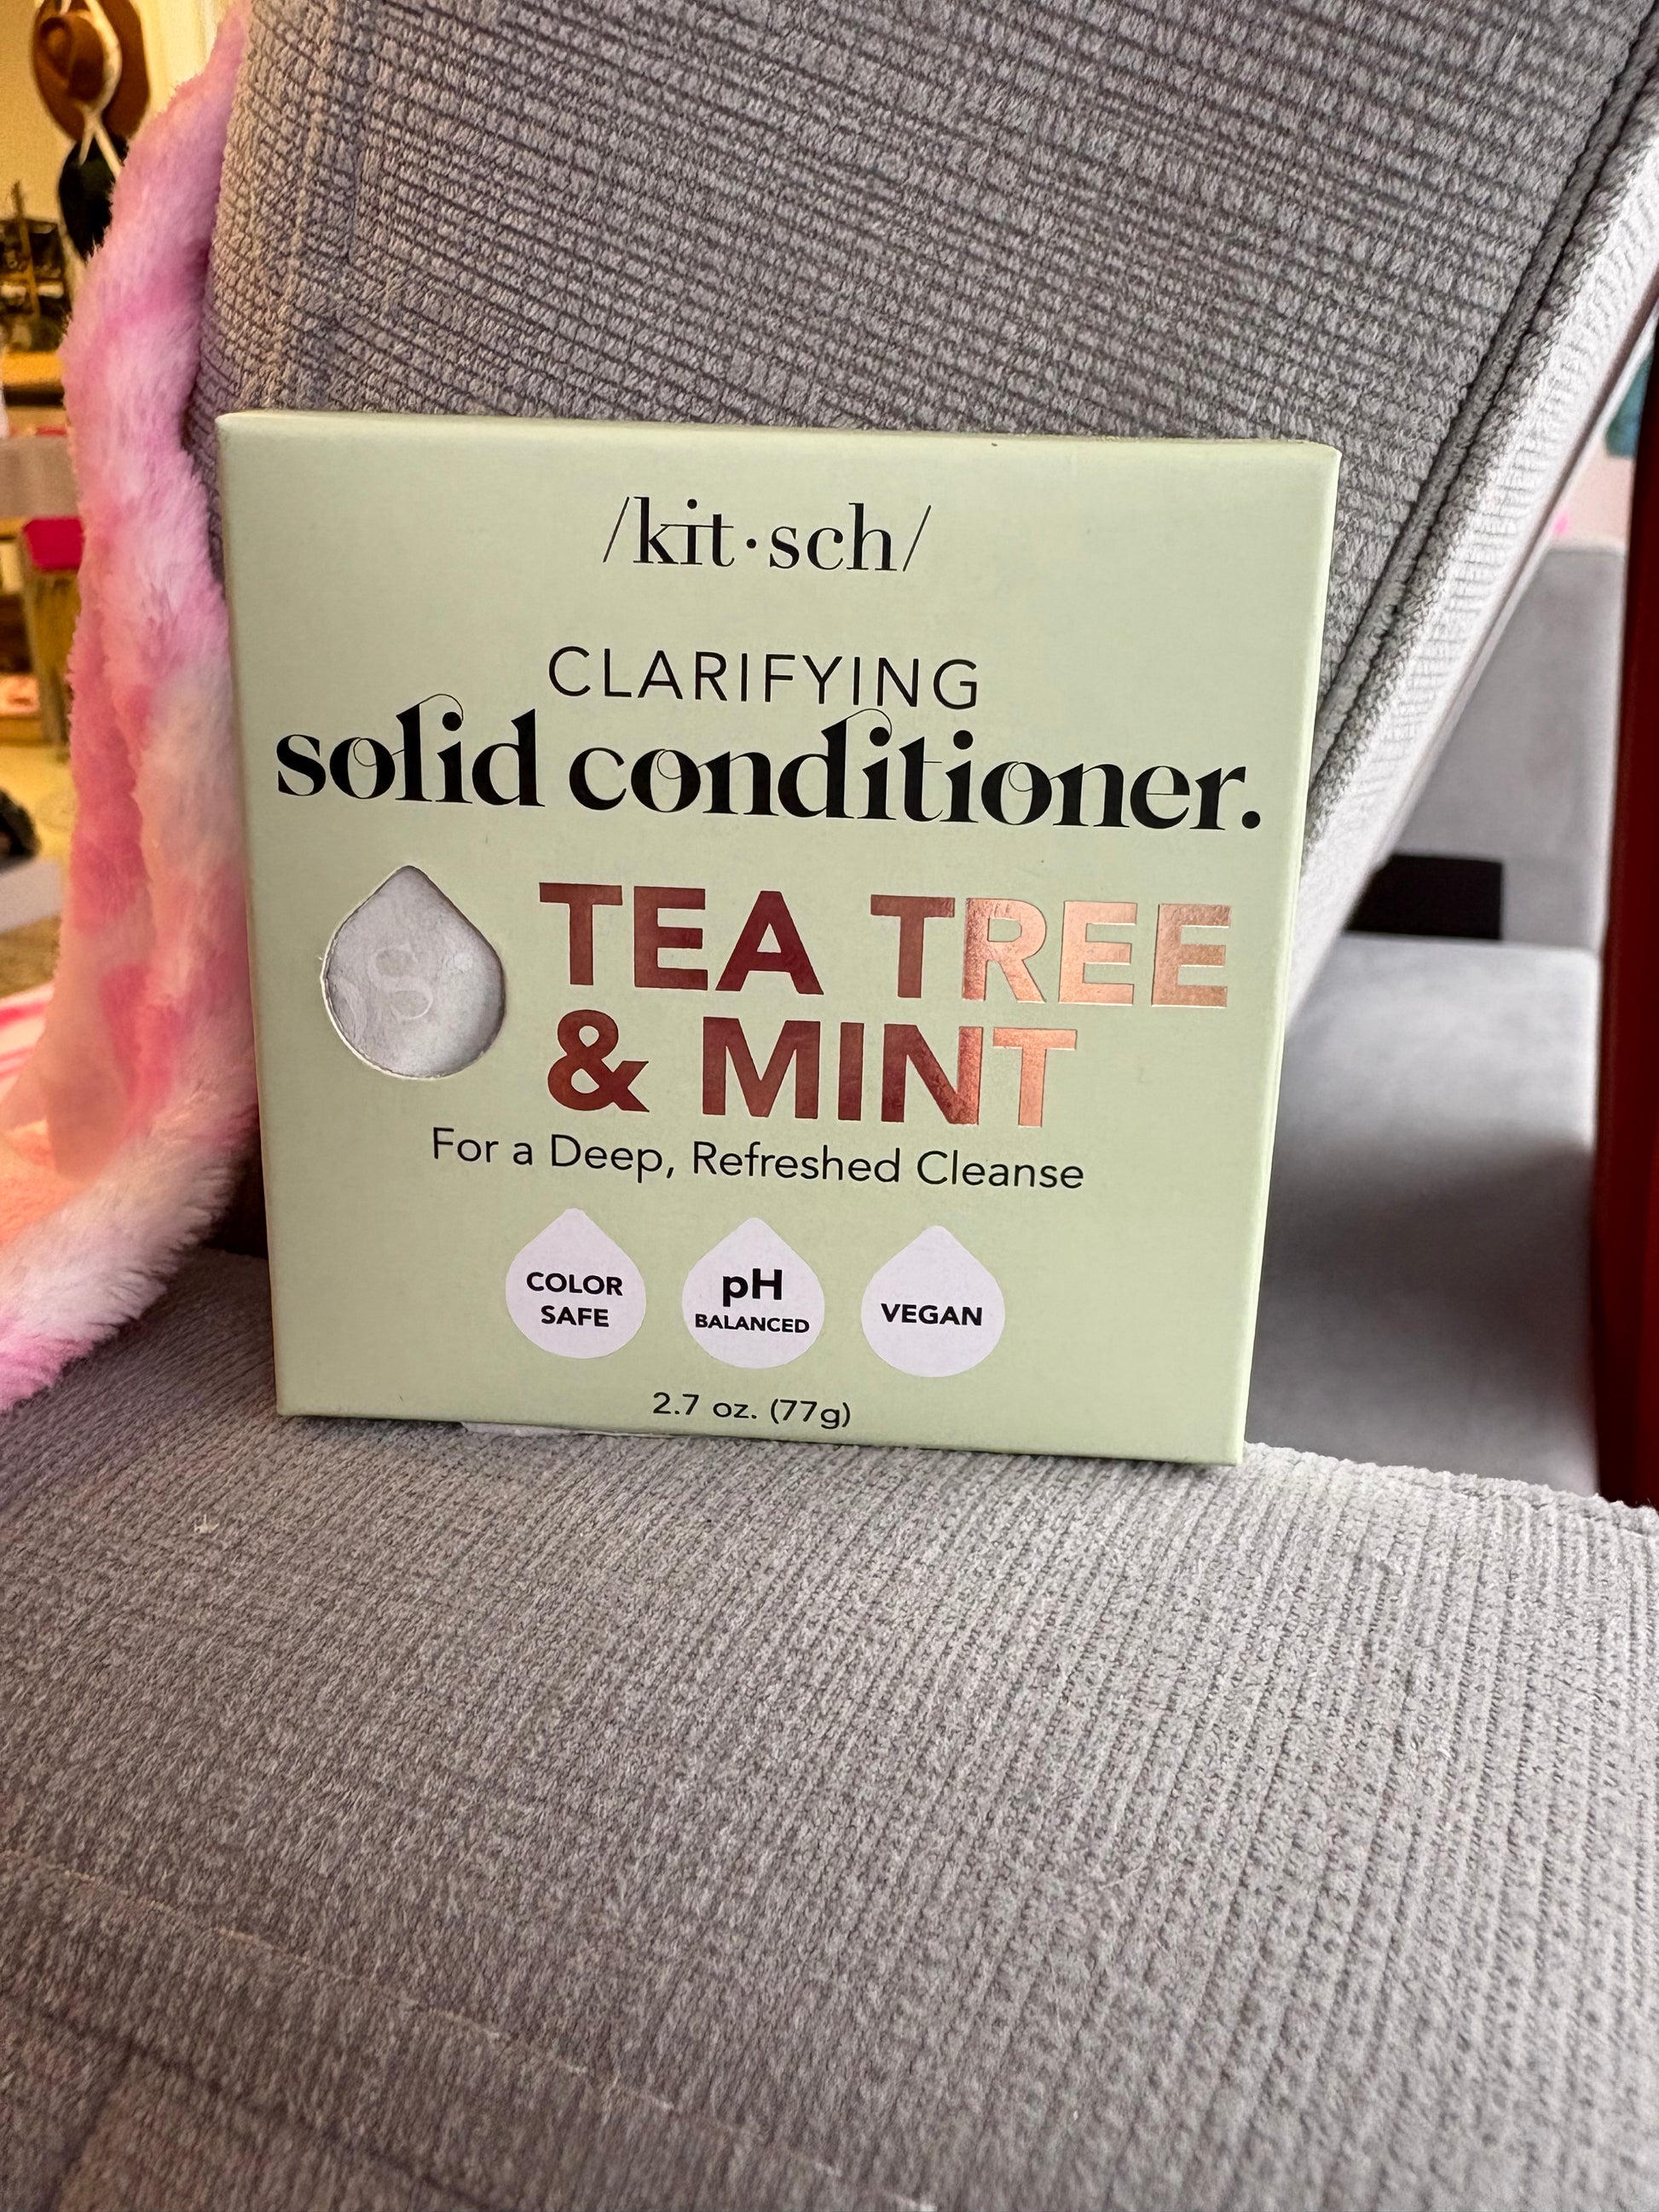 /kit·sch/
CLARIFYING
solid conditioner.
TEA TREE
& MINT
For a Deep, Refreshed Cleanse
COLOR
SAFE
pH
BALANCED
VEGAN
2.7 oz. (77g)